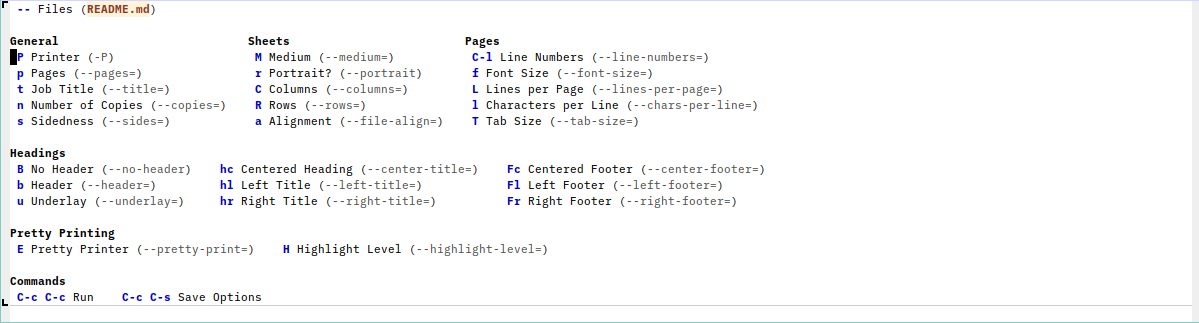 -- Files (README.md)
General Sheets Pages
P Printer (-P) M Medium (--medium=) C-l Line Numbers (--line-numbers=)
p Pages (--pages=) r Portrait? (--portrait) f Font Size (--font-size=)
t Job Title (--title=) C Columns (--columns=) L Lines per Page (--lines-per-page=)
n Number of Copies (--copies=) R Rows (--rows=) l Characters per Line (--chars-per-line=)
s Sidedness (--sides=) a Alignment (--file-align=) T Tab Size (--tab-size=)
Headings
B No Header (--no-header) hc Centered Heading (--center-title=) Fc Centered Footer (--center-footer=)
b Header (--header=) hl Left Title (--left-title=) Fl Left Footer (--left-footer=)
u Underlay (--underlay=) hr Right Title (--right-title=) Fr Right Footer (--right-footer=)
Pretty Printing
E Pretty Printer (--pretty-print=) H Highlight Level (--highlight-level=)
Commands
C-c C-c Run C-c C-s Save Options